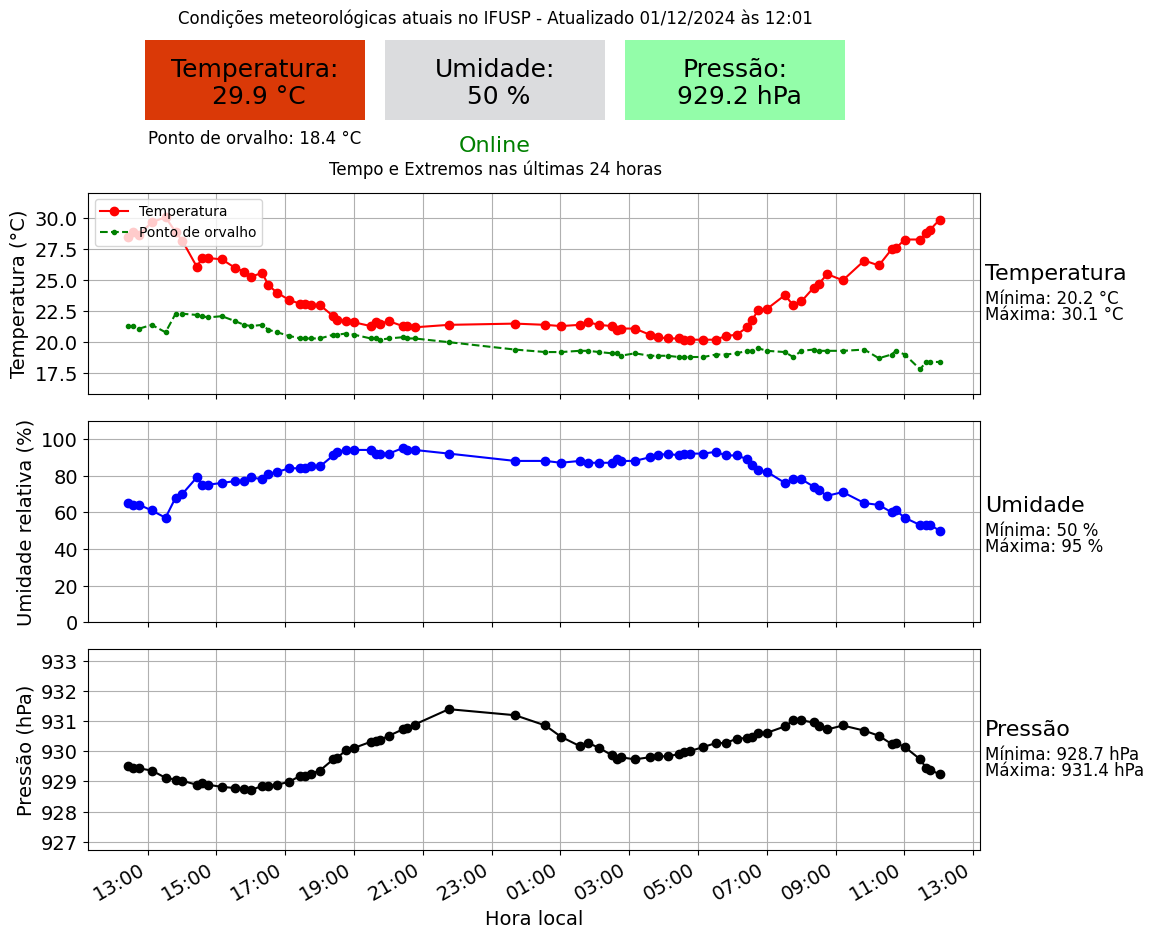 Condições meteorológicas atuais no IFUSP - Atualizado 01/12/2024 às 12:01
Temperatura:
29.9 °C
Umidade:
50 %
Pressão:
929.2 hPa
Ponto de orvalho: 18.4 °C
Online
Tempo e Extremos nas últimas 24 horas
Temperatura (°C)
30.0
27.5
25.0
22.5
20.0
17.5
Temperatura
Ponto de orvalho
Temperatura
Mínima: 20.2 °C
Máxima: 30.1 °C
Umidade relativa (%)
100
80
60
40
20
0
Umidade
Mínima: 50 %
Máxima: 95 %
Pressão (hPa)
933
932
931
930
929
928
927
Pressão
Mínima: 928.7 hPa
Máxima: 931.4 hPa
13:00
15:00
17:00
19:00
21:00
23:00
01:00
03:00
05:00
07:00
09:00
11:00
13:00
Hora local